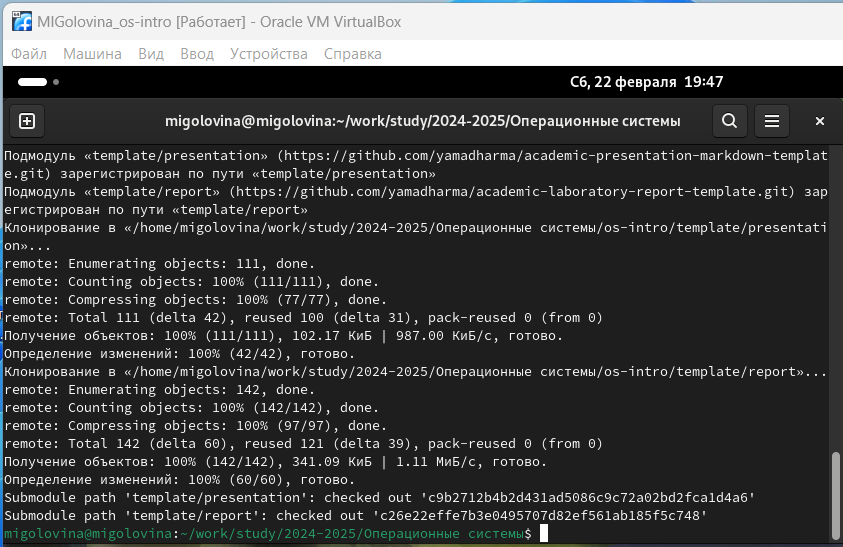 MIGolovina_os-intro [Работает] - Oracle VM VirtualBox
Файл Машина Вид Ввод Устройства Справка
Сб, 22 февраля 19:47
migolovina@migolovina:~/work/study/2024-2025/Операционные системы
Подмодуль «template/presentation» (https://github.com/yamadharma/academic-presentation-markdown-templat
e.git) зарегистрирован по пути «template/presentation»
Подмодуль «template/report» (https://github.com/yamadharma/academic-laboratory-report-template.git) зар
егистрирован по пути «template/report»
Клонирование в «/home/migolovina/work/study/2024-2025/Операционные системы/os-intro/template/presentati
on»...
remote: Enumerating objects: 111, done.
remote: Counting objects: 100% (111/111), done.
remote: Compressing objects: 100% (77/77), done.
remote: Total 111 (delta 42), reused 100 (delta 31), pack-reused 0 (from 0)
Получение объектов: 100% (111/111), 102.17 КиБ | 987.00 КиБ/с, готово.
Определение изменений: 100% (42/42), готово.
Клонирование в «/home/migolovina/work/study/2024-2025/Операционные системы/os-intro/template/report»...
remote: Enumerating objects: 142, done.
remote: Counting objects: 100% (142/142), done.
remote: Compressing objects: 100% (97/97), done.
remote: Total 142 (delta 60), reused 121 (delta 39), pack-reused 0 (from 0)
Получение объектов: 100% (142/142), 341.09 КиБ | 1.11 МиБ/с, готово.
Определение изменений: 100% (60/60), готово.
Submodule path 'template/presentation': checked out 'c9b2712b4b2d431ad5086c9c72a02bd2fca1d4a6'
Submodule path 'template/report': checked out 'c26e22effe7b3e0495707d82ef561ab185f5c748'
migolovina@migolovina:~/work/study/2024-2025/Операционные системы$